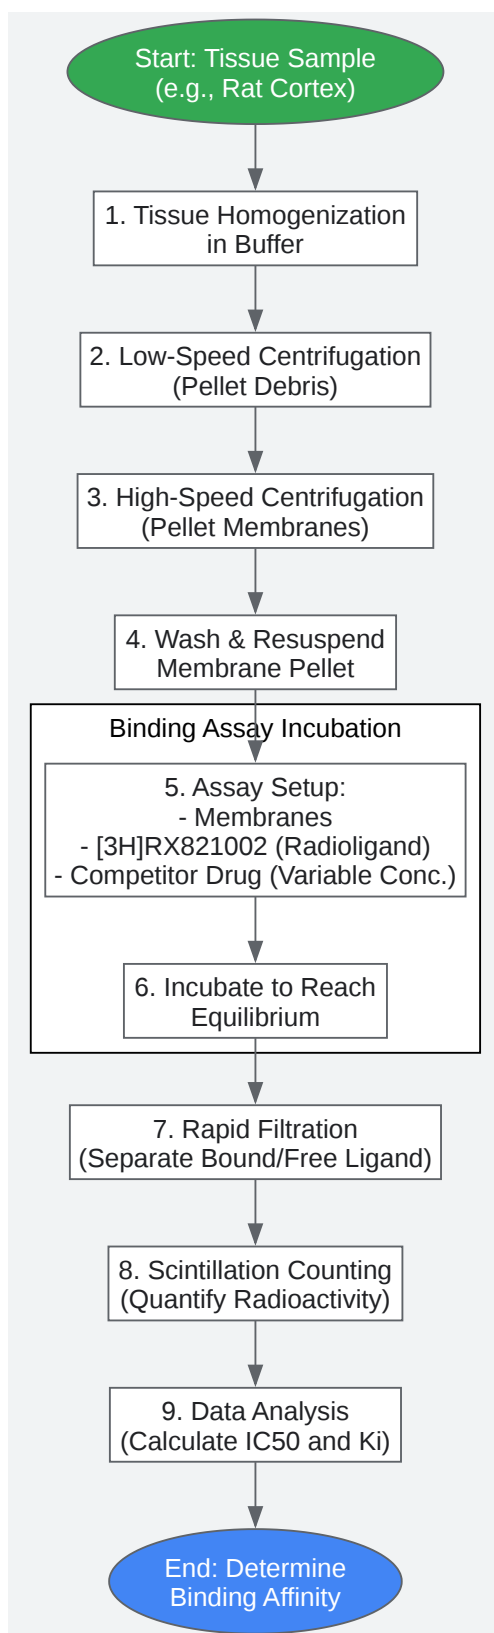 Start: Tissue Sample
(e.g., Rat Cortex)
1. Tissue Homogenization
in Buffer
2. Low-Speed Centrifugation
(Pellet Debris)
3. High-Speed Centrifugation
(Pellet Membranes)
4. Wash & Resuspend
Membrane Pellet
Binding Assay Incubation
5. Assay Setup:
- Membranes
- [3H]RX821002 (Radioligand)
- Competitor Drug (Variable Conc.)
6. Incubate to Reach
Equilibrium
7. Rapid Filtration
(Separate Bound/Free Ligand)
8. Scintillation Counting
(Quantify Radioactivity)
9. Data Analysis
(Calculate IC50 and Ki)
End: Determine
Binding Affinity